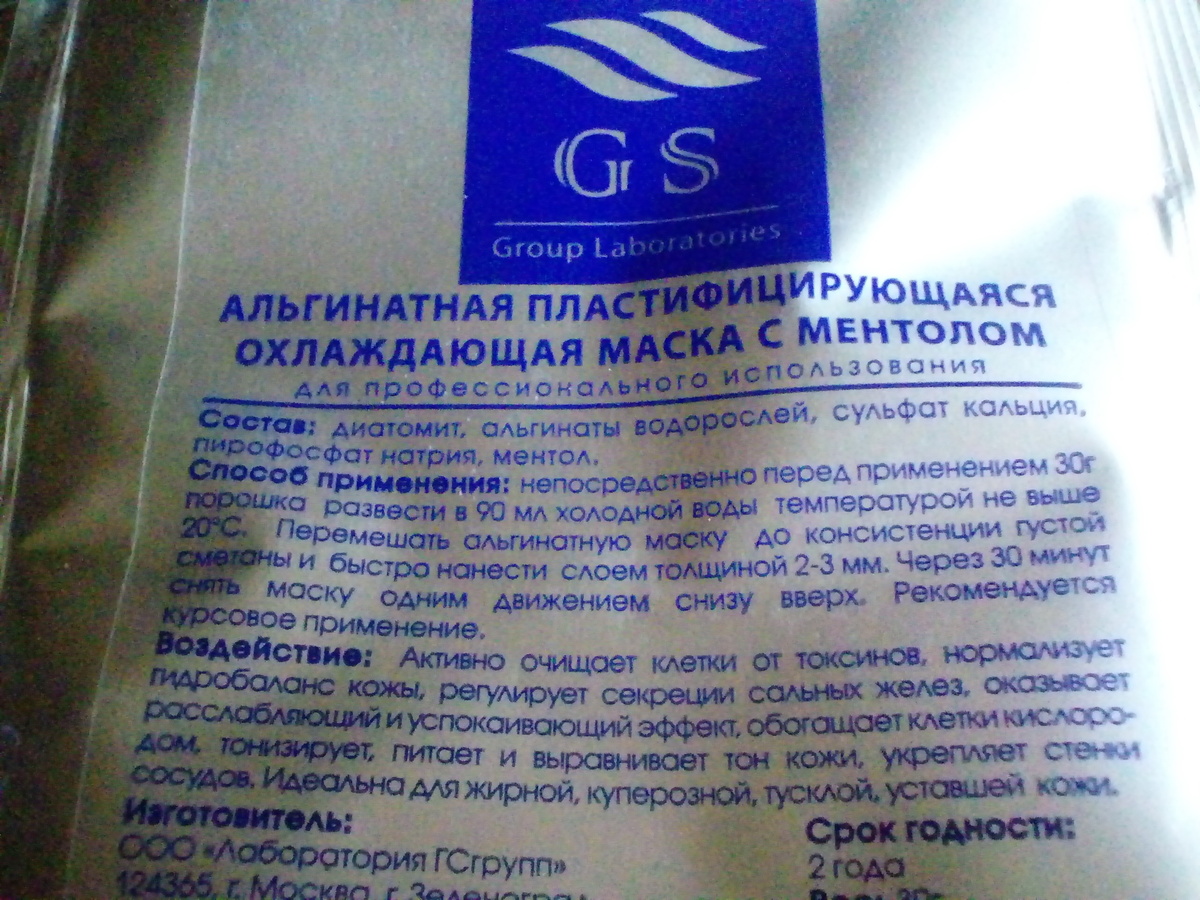 GS
Group Laboratories
АЛЬГИНАТНАЯ ПЛАСТИФИЦИРУЮЩАЯСЯ
ОХЛАЖДАЮЩАЯ МАСКА С МЕНТОЛОМ
для профессионального использования
Состав: диатомит, альгинаты водорослей, сульфат кальция,
пирофосфат натрия, ментол.
Способ применения: непосредственно перед применением 30г
порошка развести в 90 мл холодной воды температурой не выше
20°С. Перемешать альгинатную маску до консистенции густой
сметаны и быстро нанести слоем толщиной 2-3 мм. Через 30 минут
снять маску одним движением снизу вверх. Рекомендуется
курсовое применение.
Воздействие: Активно очищает клетки от токсинов, нормализует
гидробаланс кожы, регулирует секреции сальных желез, оказывает
расслабляющий и успокаивающий эффект, обогащает клетки кислоро-
дом, тонизирует, питает и выравнивает тон кожи, укрепляет стенки
сосудов. Идеальна для жирной, куперозной, тусклой, уставшей кожи.
Изготовитель:
ООО «Лаборатория ГСгрупп»
124365, г. Москва, г. Зеленоград,
Срок годности:
2 года
Вес: 30г